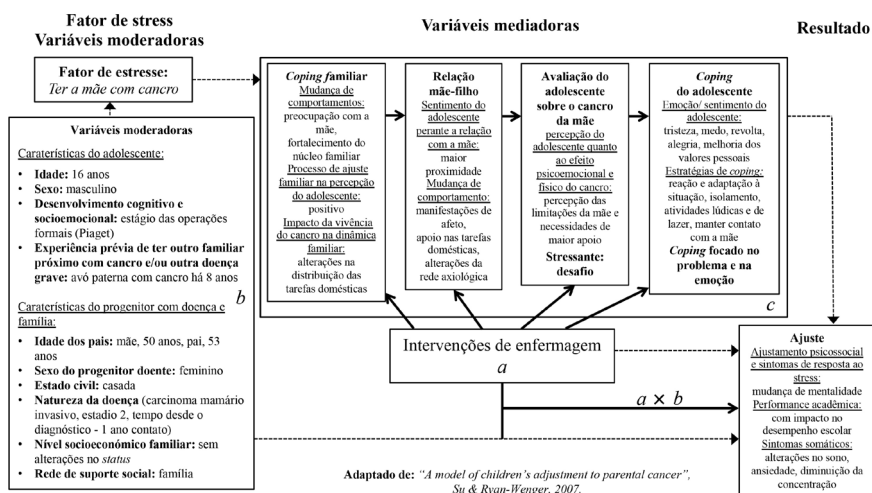 Fator de stress
Variáveis moderadoras
Variáveis mediadoras
Resultado
Fator de estresse:
Ter a mãe com cancro
Variáveis moderadoras
Caraterísticas do adolescente:
• Idade: 16 anos
• Sexo: masculino
• Desenvolvimento cognitivo e
socioemocional: estágio das operações
formais (Piaget)
• Experiência prévia de ter outro familiar
próximo com cancro e/ou outra doença
grave: avó paterna com cancro há 8 anos
b
Caraterísticas do progenitor com doença e
família:
• Idade dos pais: mãe, 50 anos, pai, 53
anos
• Sexo do progenitor doente: feminino
• Estado civil: casada
• Natureza da doença (carcinoma mamário
invasivo, estadio 2, tempo desde o
diagnóstico - 1 ano contato)
• Nível socioeconómico familiar: sem
alterações no status
• Rede de suporte social: família
Coping familiar
Mudança de
comportamentos:
preocupação com a
mãe,
fortalecimento do
núcleo familiar
Processo de ajuste
familiar na percepção
do adolescente:
positivo
Impacto da vivência
do cancro na dinâmica
familiar:
alterações na
distribuição das
tarefas domésticas
Relação
mãe-filho
Sentimento do
adolescente
perante a relação
com a mãe:
maior
proximidade
Mudança de
comportamento:
manifestações de
afeto,
apoio nas tarefas
domésticas,
alterações da
rede axiológica
Avaliação do
adolescente
sobre o cancro
da mãe
percepção do
adolescente quanto
ao efeito
psicoemocional e
físico do cancro:
percepção das
limitações da mãe e
necessidades de
maior apoio
Stressante:
desafio
Coping
do adolescente
Emoção/ sentimento do
adolescente:
tristeza, medo, revolta,
alegria, melhoria dos
valores pessoais
Estratégias de coping:
reação e adaptação à
situação, isolamento,
atividades lúdicas e de
lazer, manter contato
com a mãe
Coping focado no
problema e na
emoção
c
Intervenções de enfermagem
a
a × b
Ajuste
Ajustamento psicossocial
e sintomas de resposta ao
stress:
mudança de mentalidade
Performance acadêmica:
com impacto no
desempenho escolar
Sintomas somáticos:
alterações no sono,
ansiedade, diminuição da
concentração
Adaptado de: “A model of children’s adjustment to parental cancer”,
Su & Ryan-Wenger, 2007.